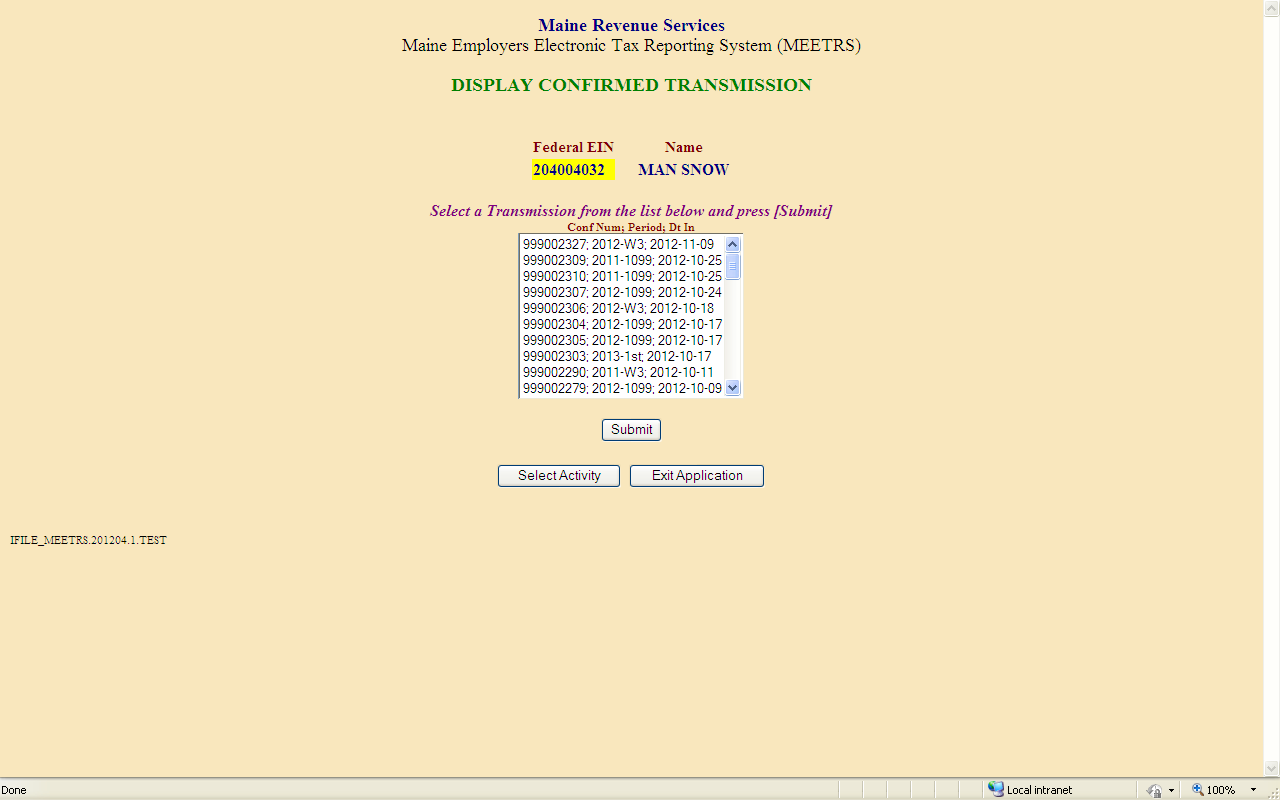 Maine Revenue Services
Maine Employers Electronic Tax Reporting System (MEETRS)
DISPLAY CONFIRMED TRANSMISSION
Federal EIN Name
204004032 MAN SNOW
Select a Transmission from the list below and press [Submit]
Conf Num; Period; Dt In
999002327; 2012-W3; 2012-11-09
999002309; 2011-1099; 2012-10-25
999002310; 2011-1099; 2012-10-25
999002307; 2012-1099; 2012-10-24
999002306; 2012-W3; 2012-10-18
999002304; 2012-1099; 2012-10-17
999002305; 2012-1099; 2012-10-17
999002303; 2013-1st; 2012-10-17
999002290; 2011-W3; 2012-10-11
999002279; 2012-1099; 2012-10-09
Submit
Select Activity Exit Application
IFILE_MEETRS.201204.1.TEST
Done Local intranet 100%